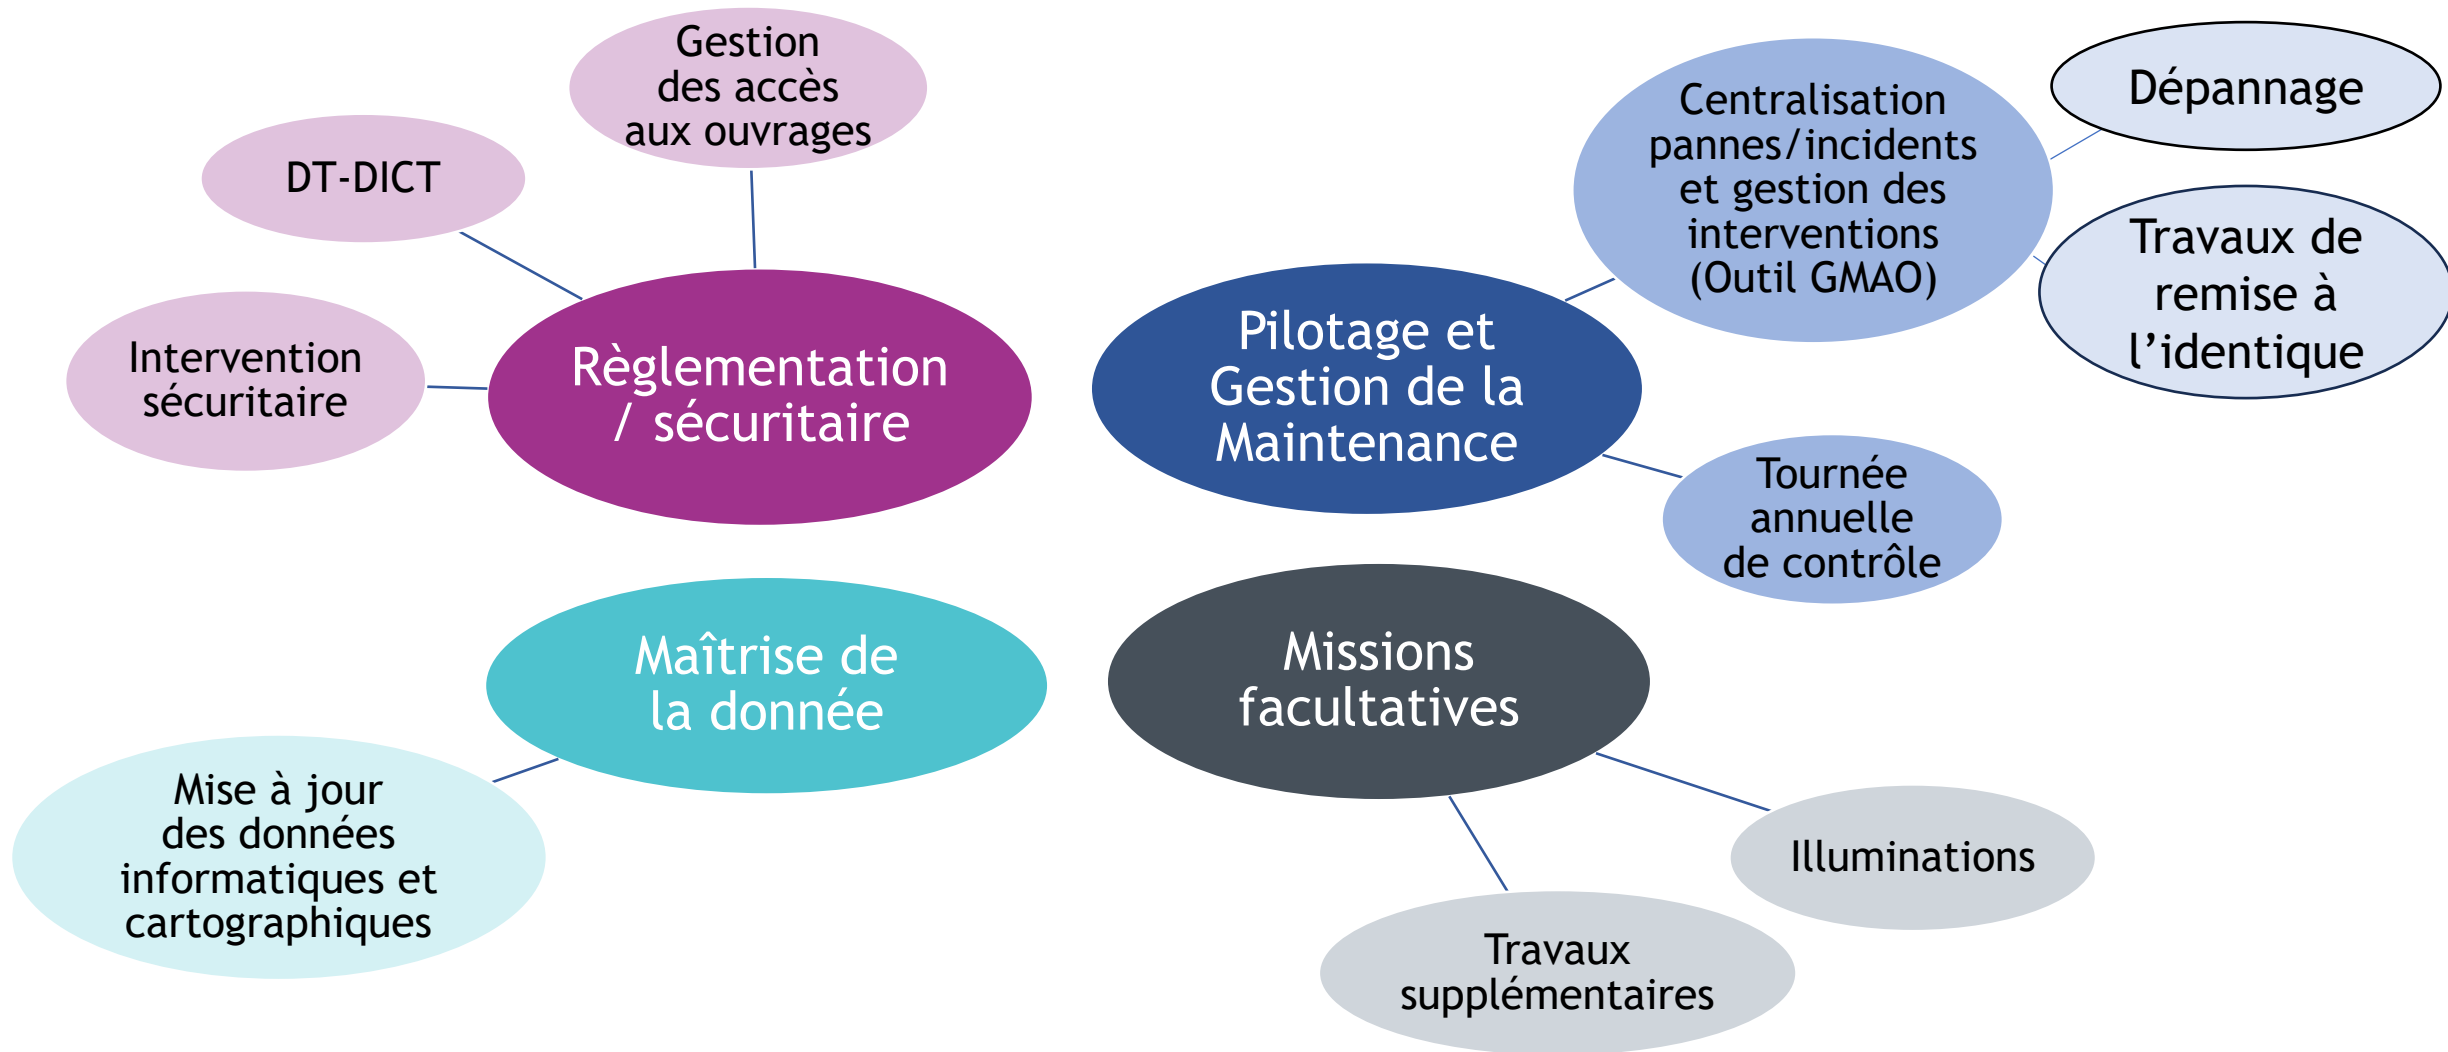 Gestion
des accès
aux ouvrages
DT-DICT
Intervention
sécuritaire
Règlementation
/ sécuritaire
Centralisation
pannes/incidents
et gestion des
interventions
(Outil GMAO)
Dépannage
Travaux de
remise à
l’identique
Pilotage et
Gestion de la
Maintenance
Tournée
annuelle
de contrôle
Maîtrise de
la donnée
Mise à jour
des données
informatiques et
cartographiques
Missions
facultatives
Illuminations
Travaux
supplémentaires